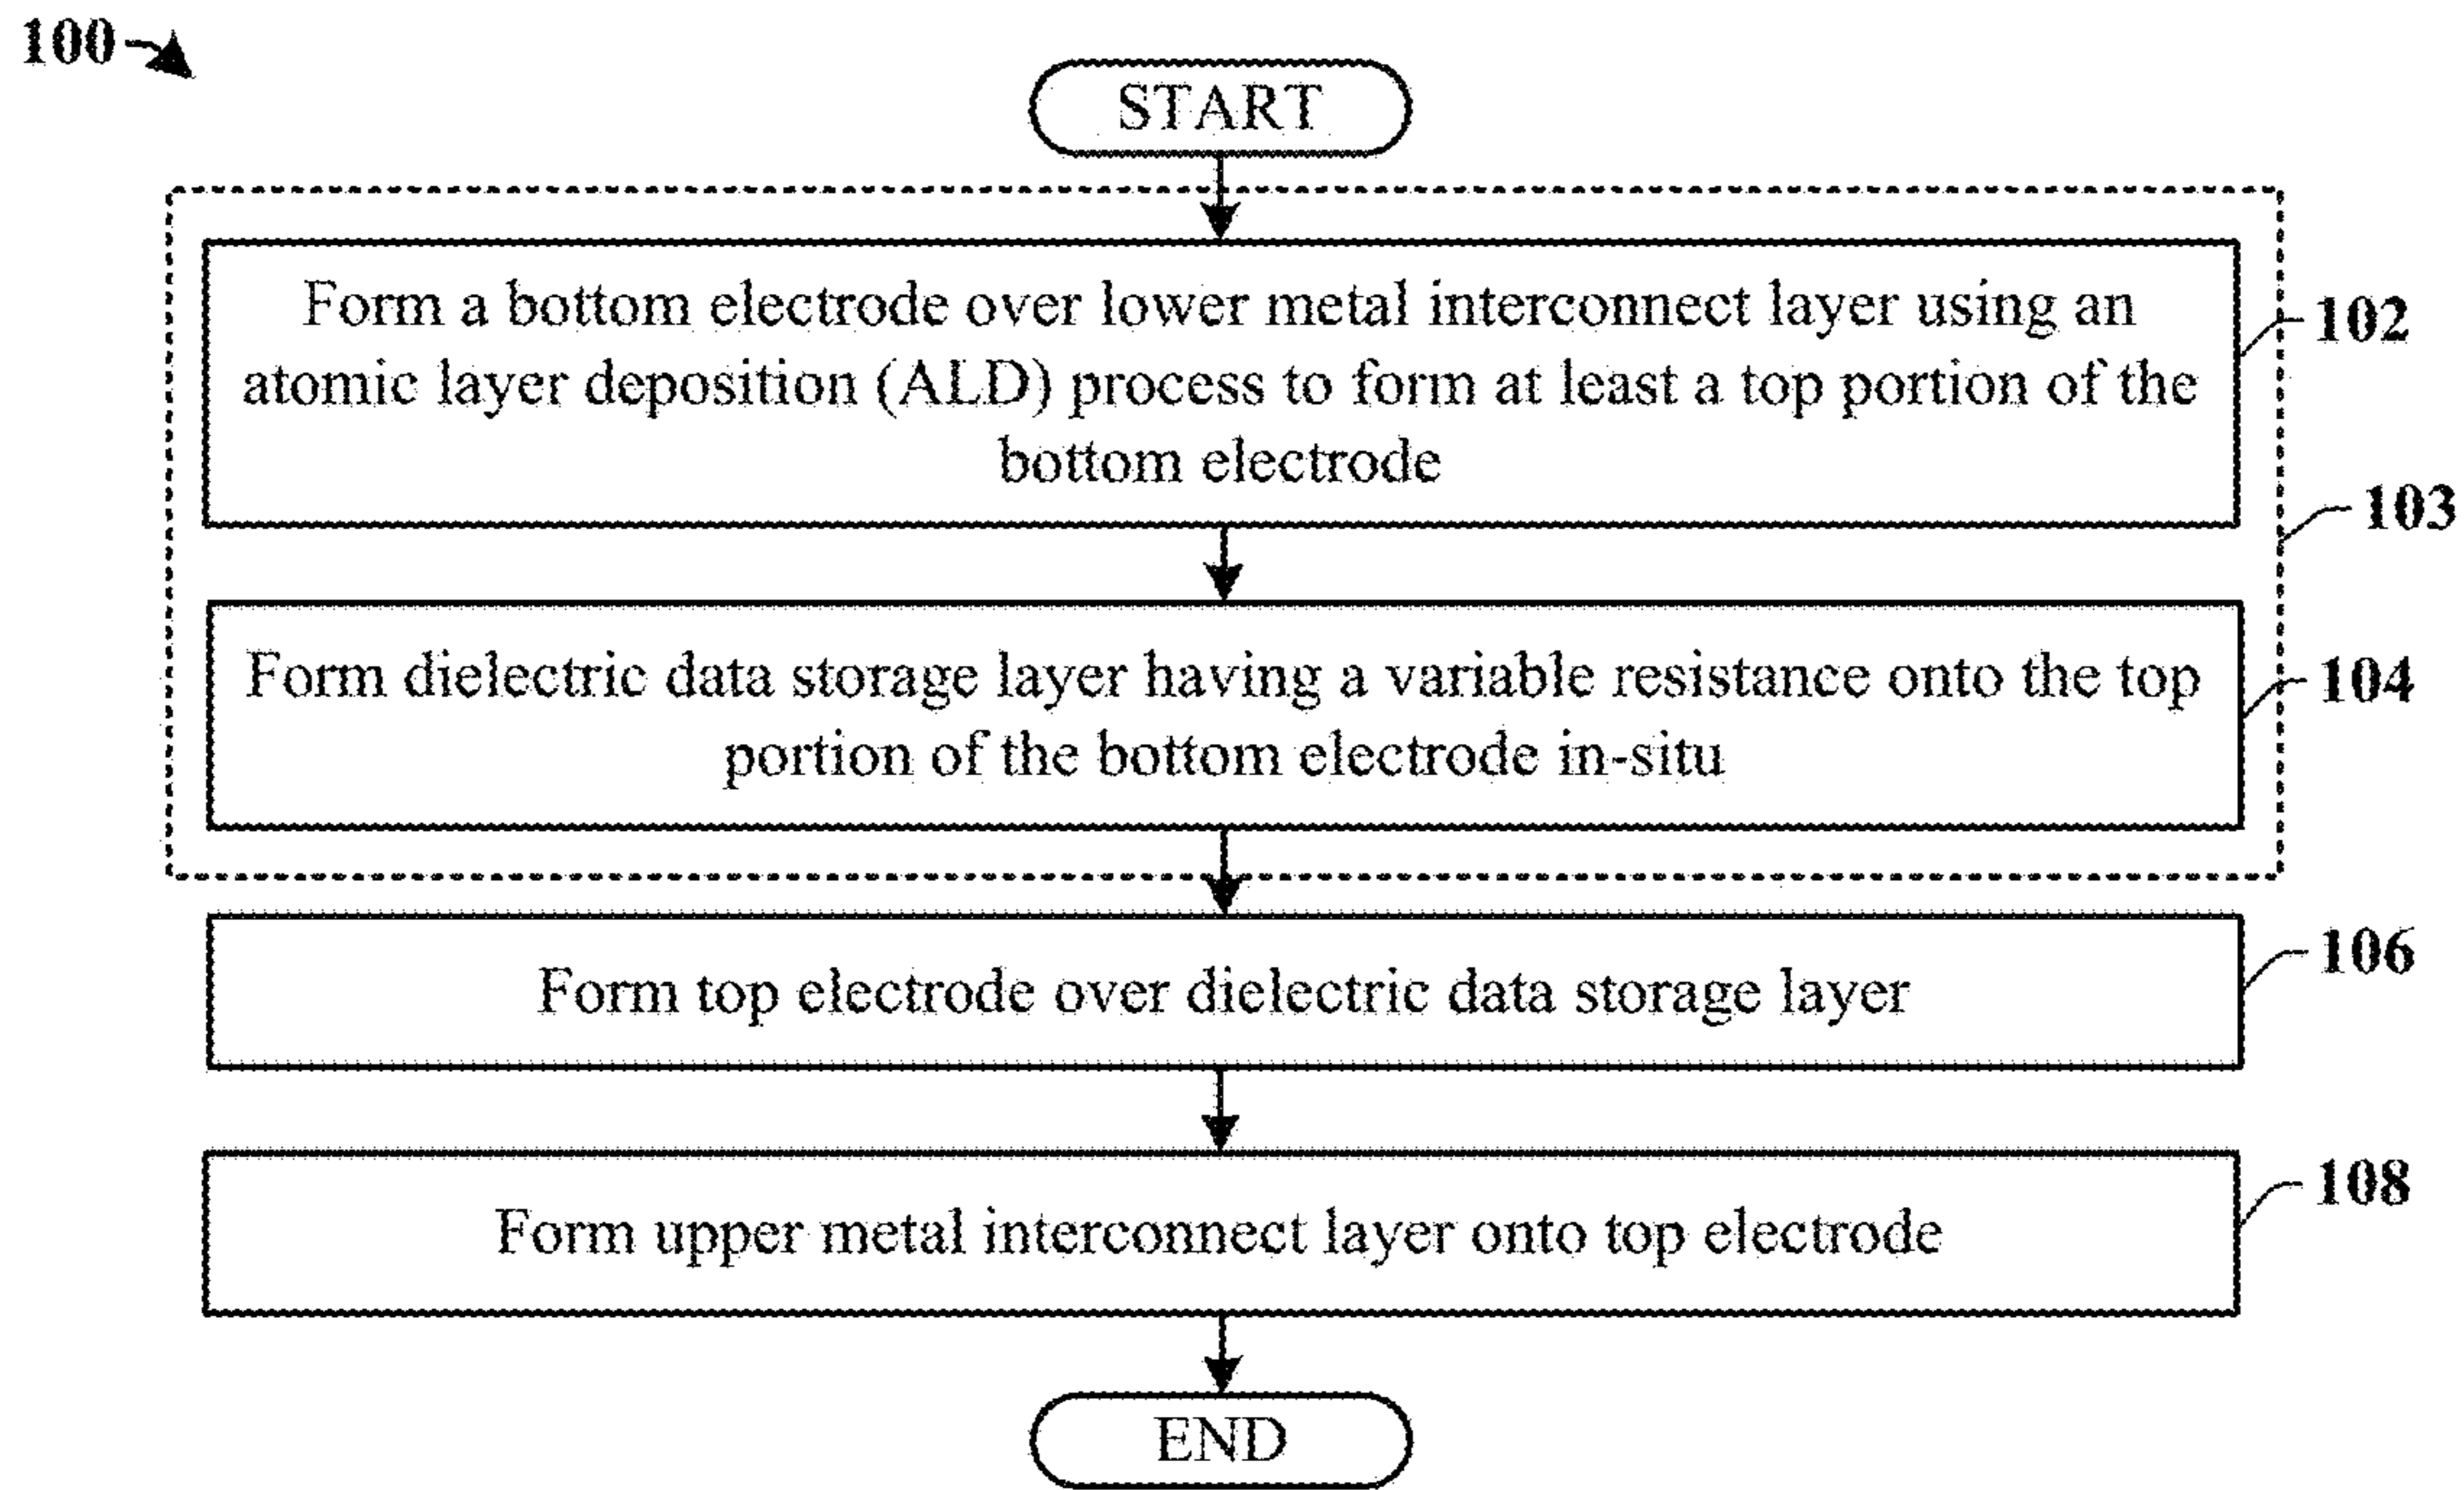 100
START
Form a bottom electrode over lower metal interconnect layer using an
atomic layer deposition (ALD) process to form at least a top portion of the
bottom electrode
102
103
Form dielectric data storage layer having a variable resistance onto the top
portion of the bottom electrode in-situ
104
Form top electrode over dielectric data storage layer
106
Form upper metal interconnect layer onto top electrode
108
END